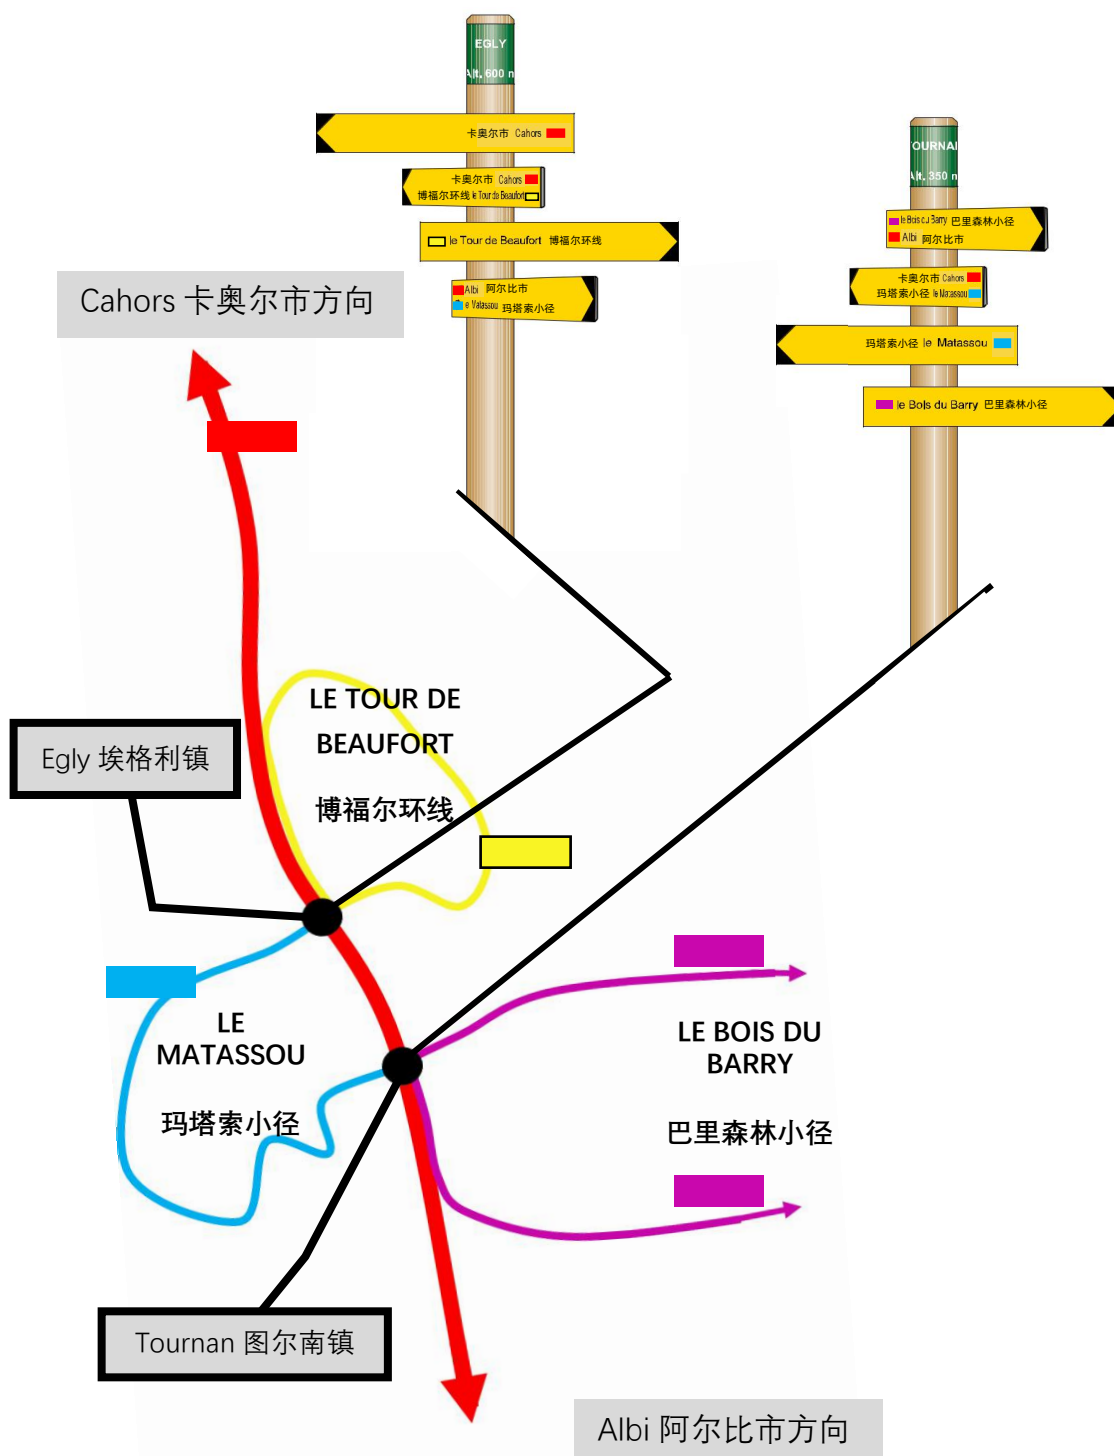 EGLY
Alt. 600 m
卡奥尔市 Cahors
卡奥尔市 Cahors
博福尔环线 le Tour de Beaufort
le Tour de Beaufort 博福尔环线
Albi 阿尔比市
le Matassou 玛塔索小径
TOURNAN
Alt. 350 m
le Bois du Barry 巴里森林小径
Albi 阿尔比市
卡奥尔市 Cahors
玛塔索小径 le Matassou
玛塔索小径 le Matassou
le Bois du Barry 巴里森林小径
Cahors 卡奥尔市方向
LE TOUR DE
BEAUFORT
博福尔环线
Egly 埃格利镇
LE
MATASSOU
玛塔索小径
LE BOIS DU
BARRY
巴里森林小径
Tournan 图尔南镇
Albi 阿尔比市方向